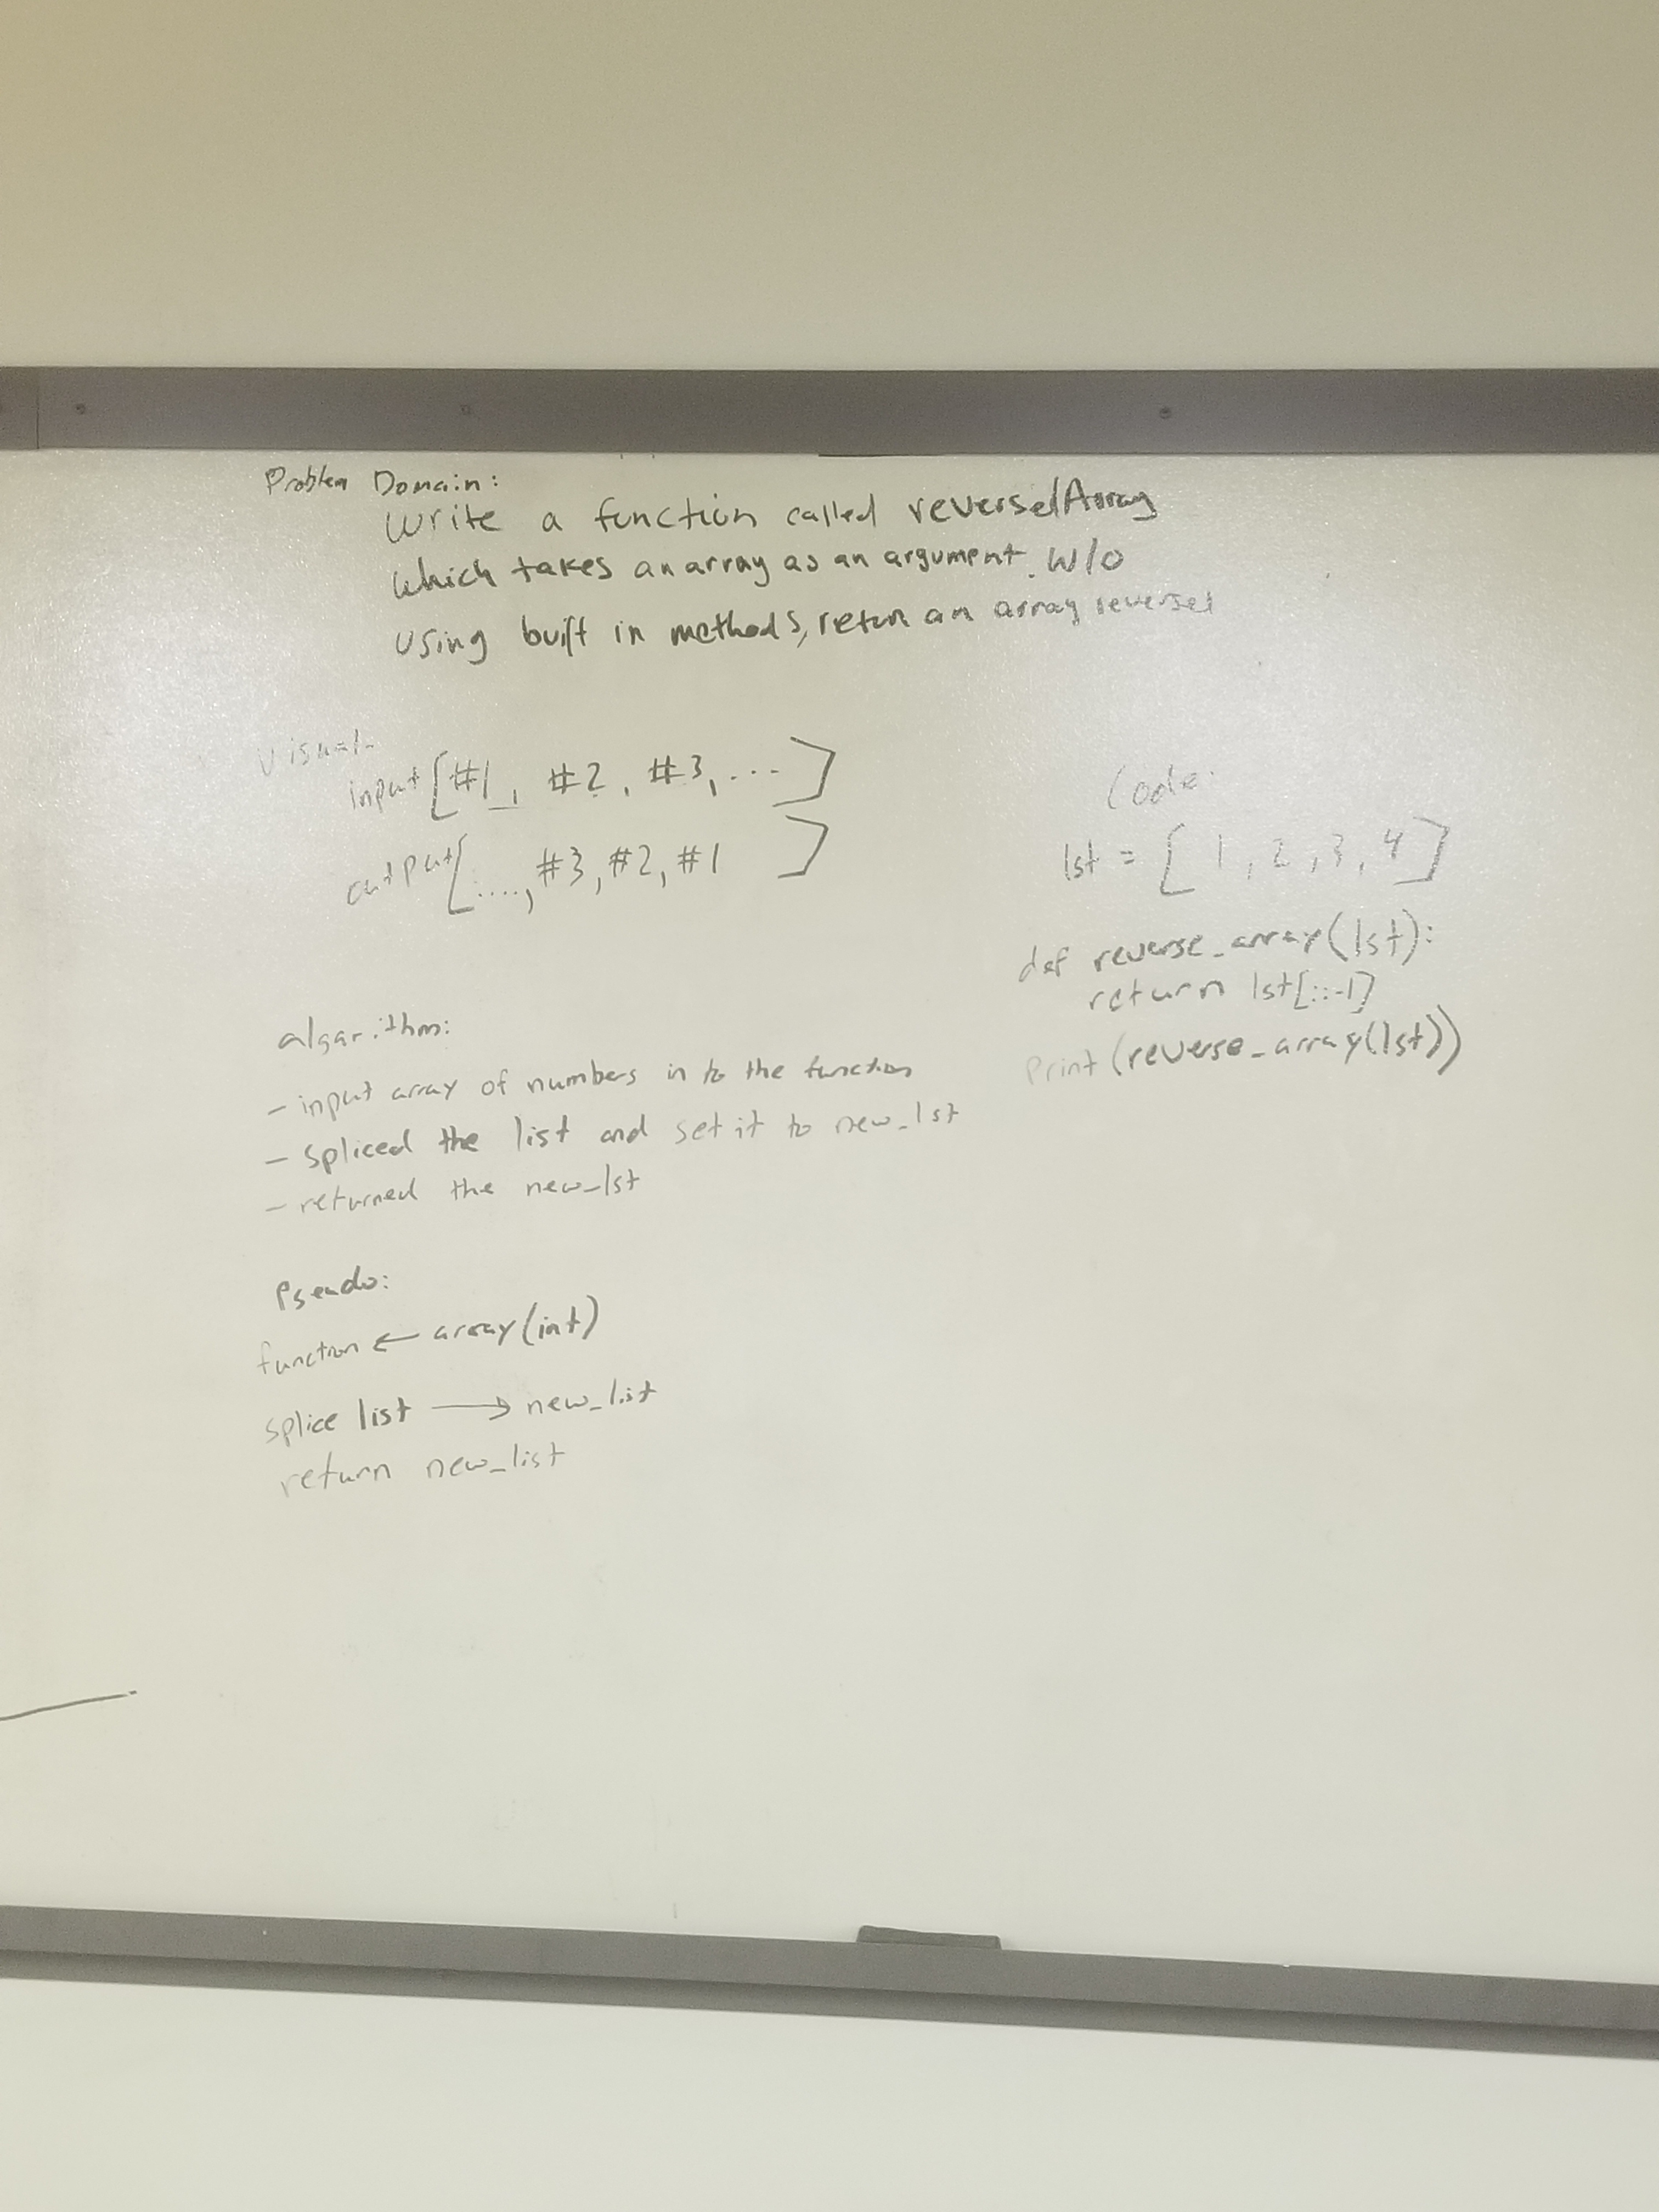 Problem Domain:
Write a function called reverseArray
which takes an array as an argument. W/o
using built in methods, return an array reversed
Visual
input [#1, #2, #3, ... ]
output [...., #3, #2, #1 ]
algorithm:
- input array of numbers in to the function
- spliced the list and set it to new_lst
- returned the new_lst
Pseudo:
function ← array(int)
splice list → new_list
return new_list
Code:
lst = [1, 2, 3, 4]
def reverse_array(lst):
return lst[::-1]
Print(reverse_array(lst))